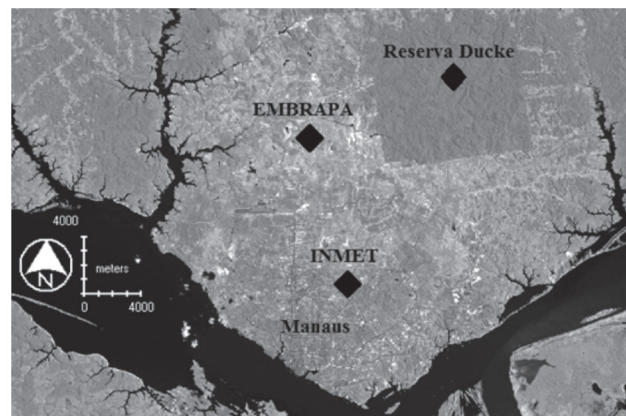 Reserva Ducke
EMBRAPA
4000
meters
N
0
4000
INMET
Manaus